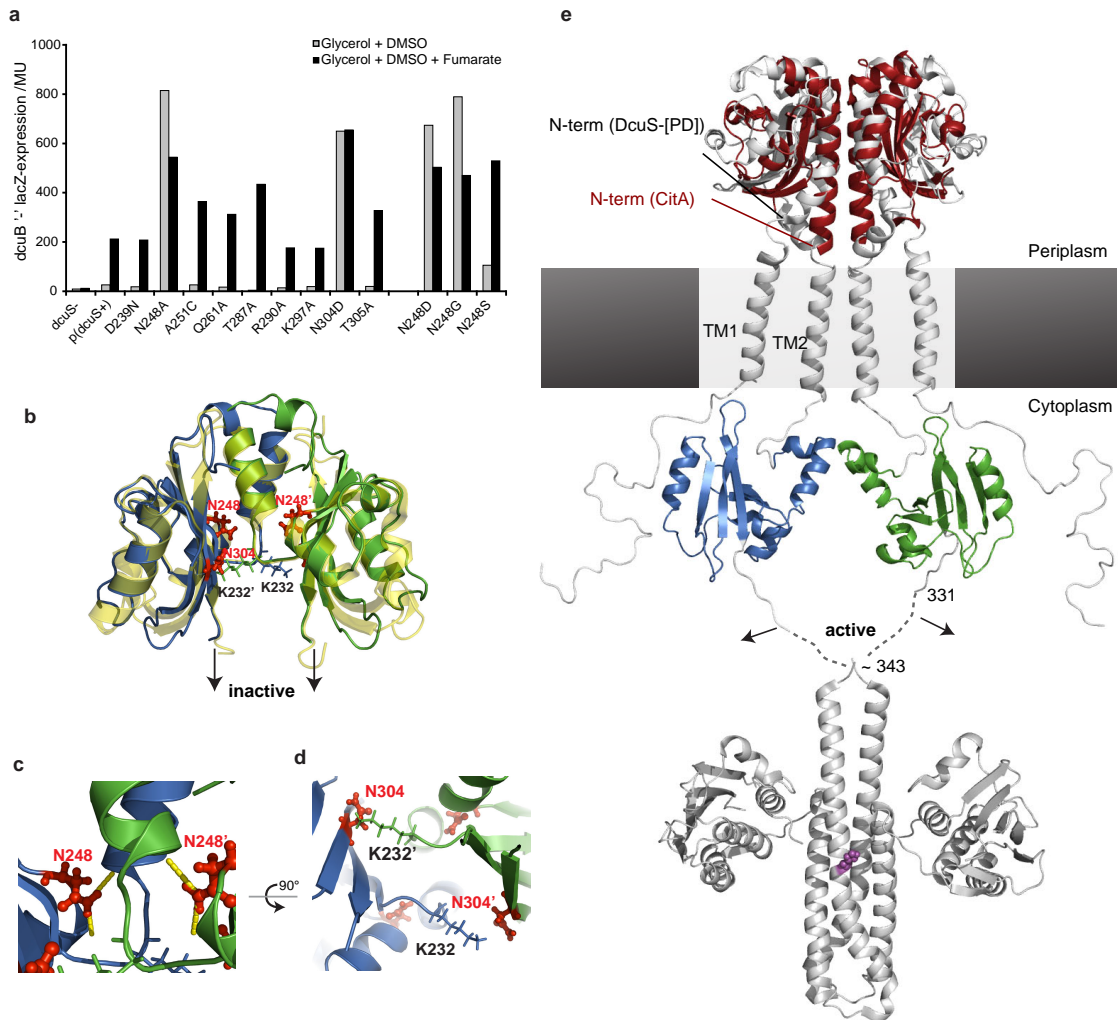 a
Glycerol + DMSO
Glycerol + DMSO + Fumarate
dcuB '-' lacZ-expression /MU
1000
800
600
400
200
0
dcuS-
p(dcuS+)
D239N
N248A
A251C
Q261A
T287A
R290A
K297A
N304D
T305A
N248D
N248G
N248S
b
N248
N248'
N304
K232'
K232
inactive
c
N248
N248'
90°
d
N304
K232'
N304'
K232
e
N-term (DcuS-[PD])
N-term (CitA)
Periplasm
TM1
TM2
Cytoplasm
331
active
~ 343